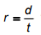 r = d/t